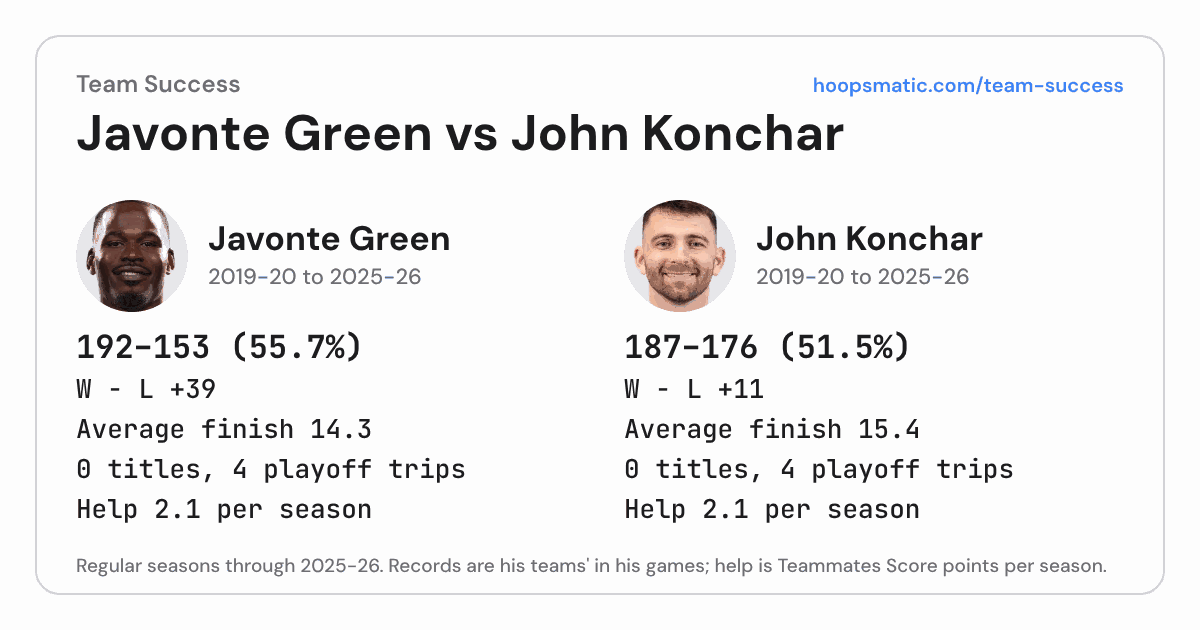 Team Success
hoopsmatic.com/team-success
Javonte Green vs John Konchar
Javonte Green
2019-20 to 2025-26
192-153 (55.7%)
W - L +39
Average finish 14.3
0 titles, 4 playoff trips
Help 2.1 per season
John Konchar
2019-20 to 2025-26
187-176 (51.5%)
W - L +11
Average finish 15.4
0 titles, 4 playoff trips
Help 2.1 per season
Regular seasons through 2025-26. Records are his teams' in his games; help is Teammates Score points per season.